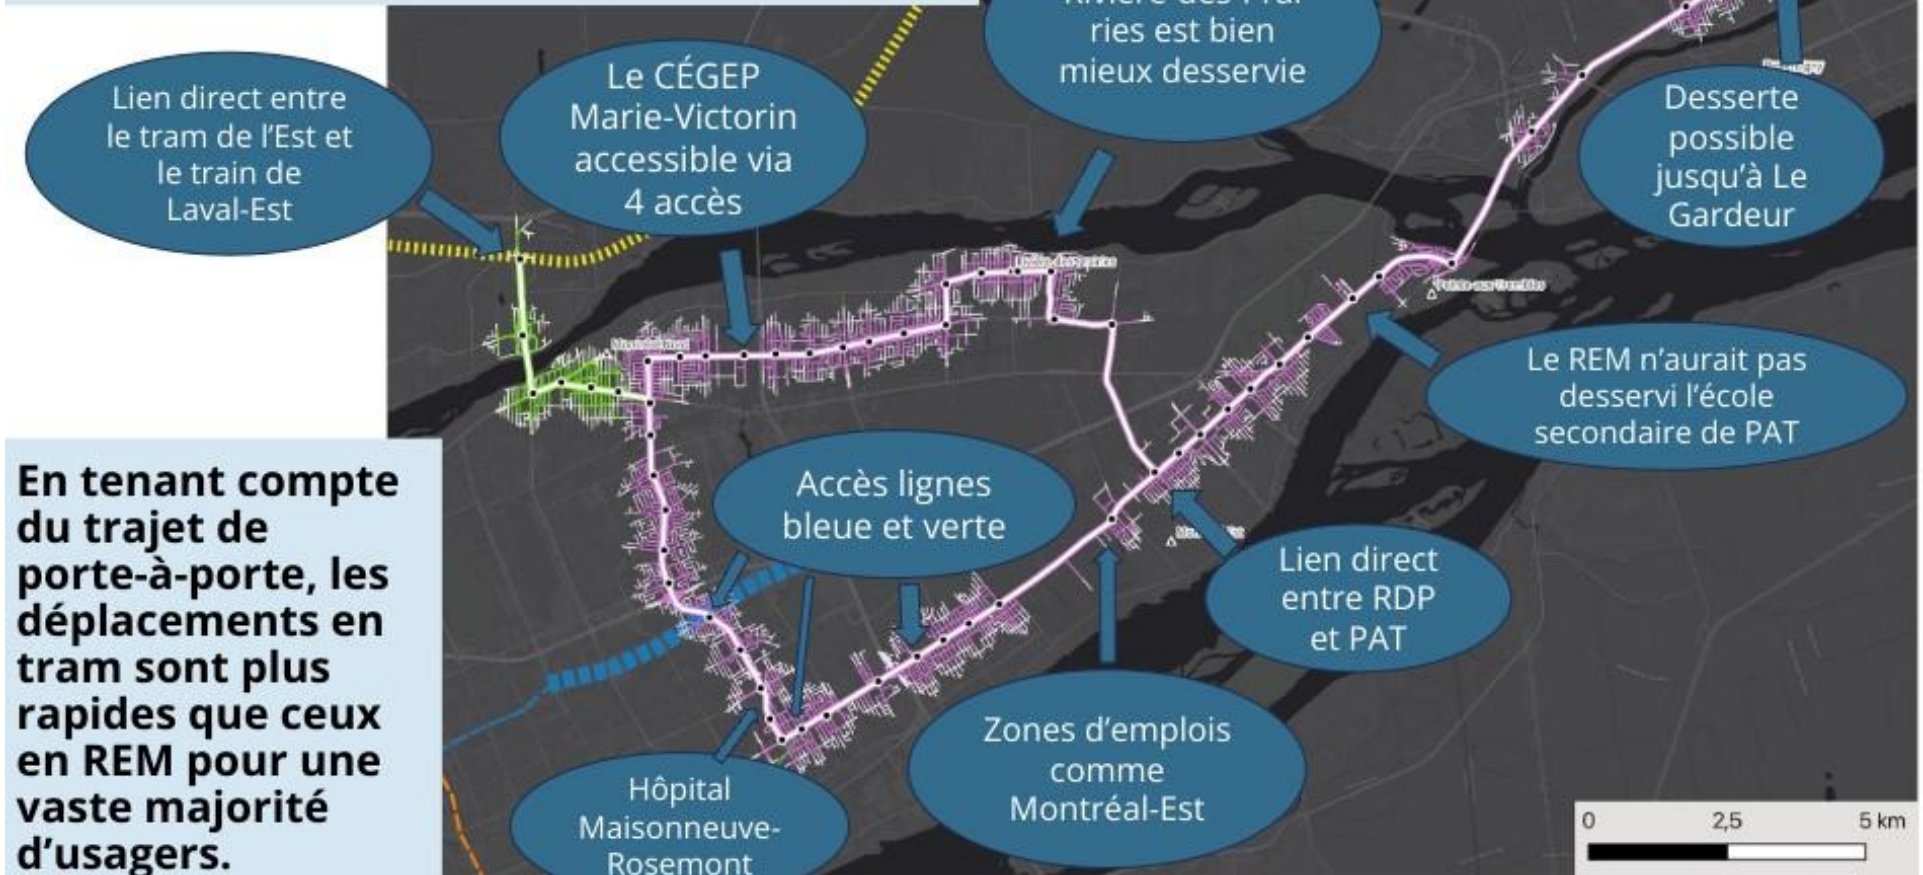 ries est bien
mieux desservie
Lien direct entre
le tram de l’Est et
le train de
Laval-Est
Le CÉGEP
Marie-Victorin
accessible via
4 accès
Desserte
possible
jusqu’à Le
Gardeur
Pointe-aux-Trembles
Le REM n’aurait pas
desservi l’école
secondaire de PAT
Accès lignes
bleue et verte
En tenant compte
du trajet de
porte-à-porte, les
déplacements en
tram sont plus
rapides que ceux
en REM pour une
vaste majorité
d’usagers.
Lien direct
entre RDP
et PAT
Zones d’emplois
comme
Montréal-Est
Hôpital
Maisonneuve-
Rosemont
0 2,5 5 km